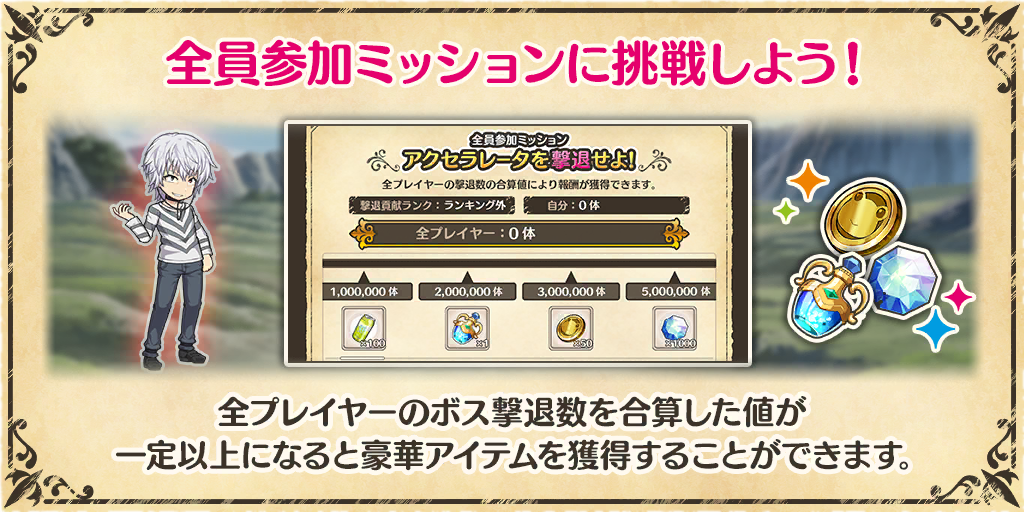 全員参加ミッションに挑戦しよう!
全員参加ミッション
アクセラレータを撃退せよ!
全プレイヤーの撃退数の合算値により報酬が獲得できます。
撃退貢献ランク:ランキング外
自分:0体
全プレイヤー:0体
1,000,000体
2,000,000体
3,000,000体
5,000,000体
×100
×1
×50
×1000
全プレイヤーのボス撃退数を合算した値が
一定以上になると豪華アイテムを獲得することができます。